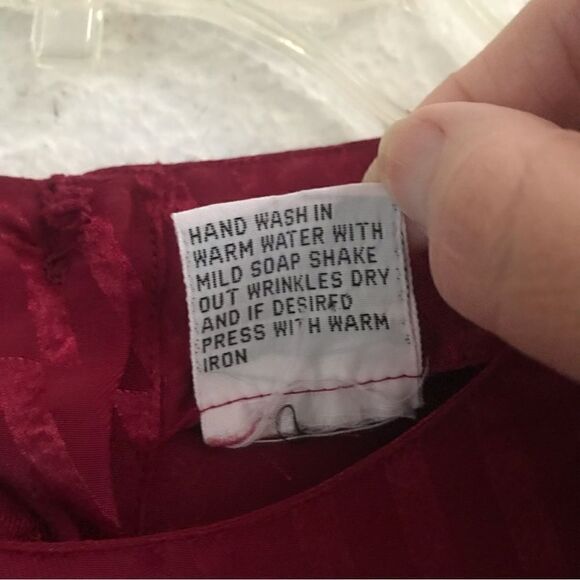 HAND WASH IN
WARM WATER WITH
MILD SOAP SHAKE
OUT WRINKLES DRY
AND IF DESIRED
PRESS WITH WARM
IRON